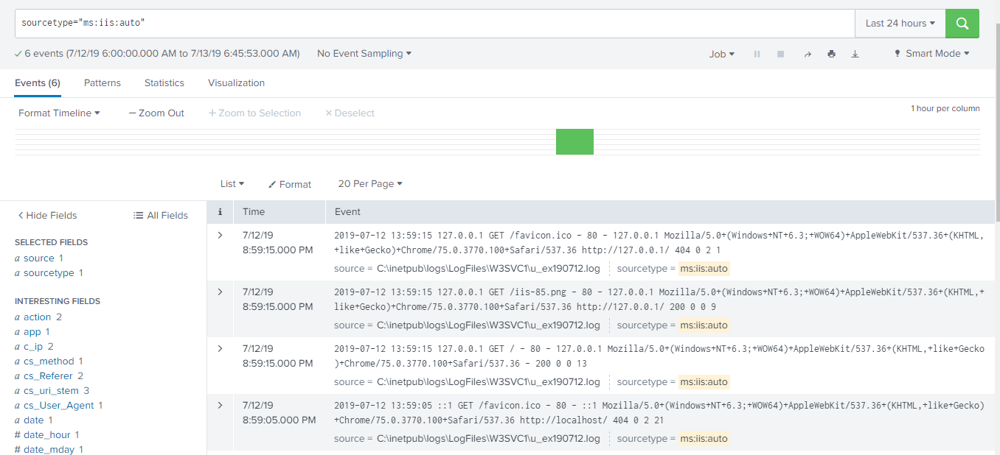 sourcetype="ms:iis:auto"
Last 24 hours
6 events (7/12/19 6:00:00.000 AM to 7/13/19 6:45:53.000 AM)
No Event Sampling
Job
Smart Mode
Events (6)
Patterns
Statistics
Visualization
Format Timeline
— Zoom Out
+ Zoom to Selection
× Deselect
1 hour per column
List
Format
20 Per Page
< Hide Fields
All Fields
i
Time
Event
SELECTED FIELDS
a source 1
a sourcetype 1
INTERESTING FIELDS
a action 2
a app 1
a c_ip 2
a cs_method 1
a cs_Referer 2
a cs_uri_stem 3
a cs_User_Agent 1
a date 1
# date_hour 1
# date_mday 1
>
7/12/19
8:59:15.000 PM
2019-07-12 13:59:15 127.0.0.1 GET /favicon.ico - 80 - 127.0.0.1 Mozilla/5.0+(Windows+NT+6.3;+WOW64)+AppleWebKit/537.36+(KHTML,
+like+Gecko)+Chrome/75.0.3770.100+Safari/537.36 http://127.0.0.1/ 404 0 2 1
source = C:\inetpub\logs\LogFiles\W3SVC1\u_ex190712.log
sourcetype = ms:iis:auto
>
7/12/19
8:59:15.000 PM
2019-07-12 13:59:15 127.0.0.1 GET /iis-85.png - 80 - 127.0.0.1 Mozilla/5.0+(Windows+NT+6.3;+WOW64)+AppleWebKit/537.36+(KHTML,+
like+Gecko)+Chrome/75.0.3770.100+Safari/537.36 http://127.0.0.1/ 200 0 0 9
source = C:\inetpub\logs\LogFiles\W3SVC1\u_ex190712.log
sourcetype = ms:iis:auto
>
7/12/19
8:59:15.000 PM
2019-07-12 13:59:15 127.0.0.1 GET / - 80 - 127.0.0.1 Mozilla/5.0+(Windows+NT+6.3;+WOW64)+AppleWebKit/537.36+(KHTML,+like+Gecko
)+Chrome/75.0.3770.100+Safari/537.36 - 200 0 0 13
source = C:\inetpub\logs\LogFiles\W3SVC1\u_ex190712.log
sourcetype = ms:iis:auto
>
7/12/19
8:59:05.000 PM
2019-07-12 13:59:05 ::1 GET /favicon.ico - 80 - ::1 Mozilla/5.0+(Windows+NT+6.3;+WOW64)+AppleWebKit/537.36+(KHTML,+like+Gecko)
+Chrome/75.0.3770.100+Safari/537.36 http://localhost/ 404 0 2 21
source = C:\inetpub\logs\LogFiles\W3SVC1\u_ex190712.log
sourcetype = ms:iis:auto